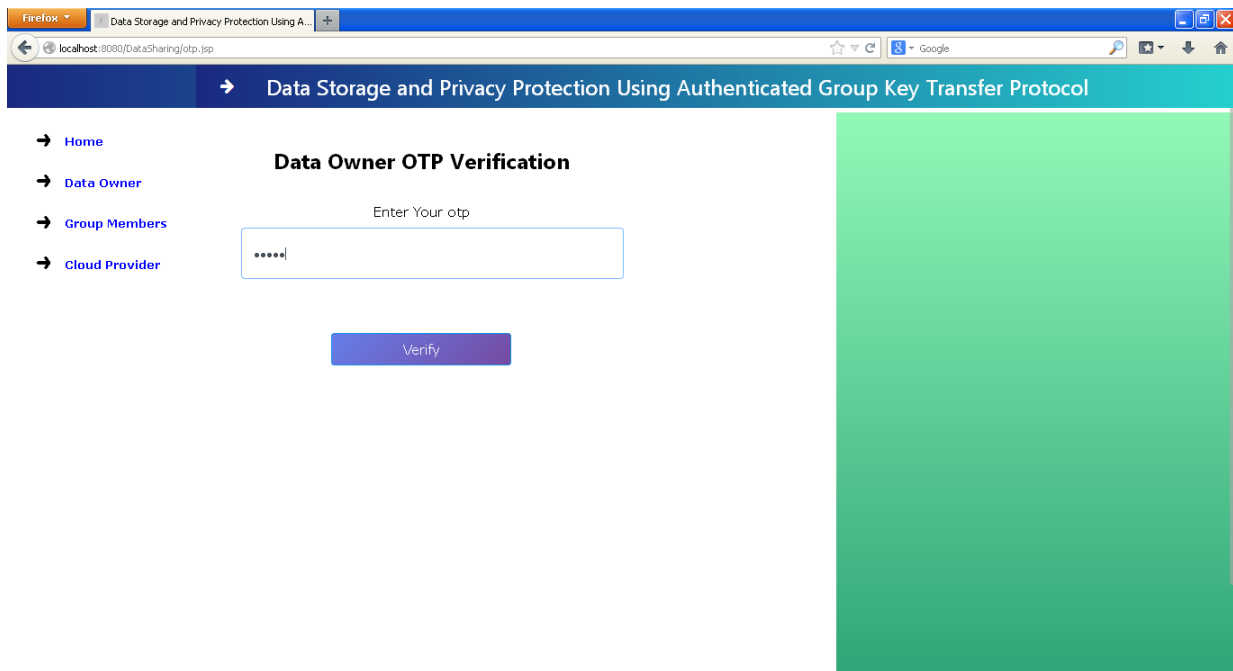 Firefox
Data Storage and Privacy Protection Using A...
localhost:8080/DataSharing/otp.jsp
Google
Data Storage and Privacy Protection Using Authenticated Group Key Transfer Protocol
Home
Data Owner
Group Members
Cloud Provider
Data Owner OTP Verification
Enter Your otp
•••••
Verify